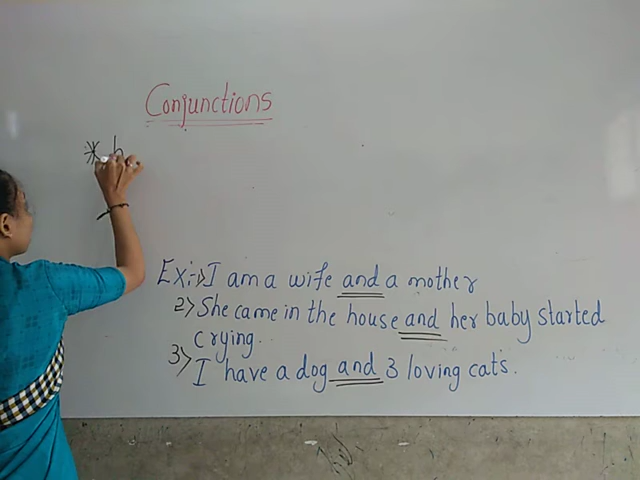 Conjunctions
* h
Ex:-1> I am a wife and a mother
2> She came in the house and her baby started
crying.
3> I have a dog and 3 loving cats.